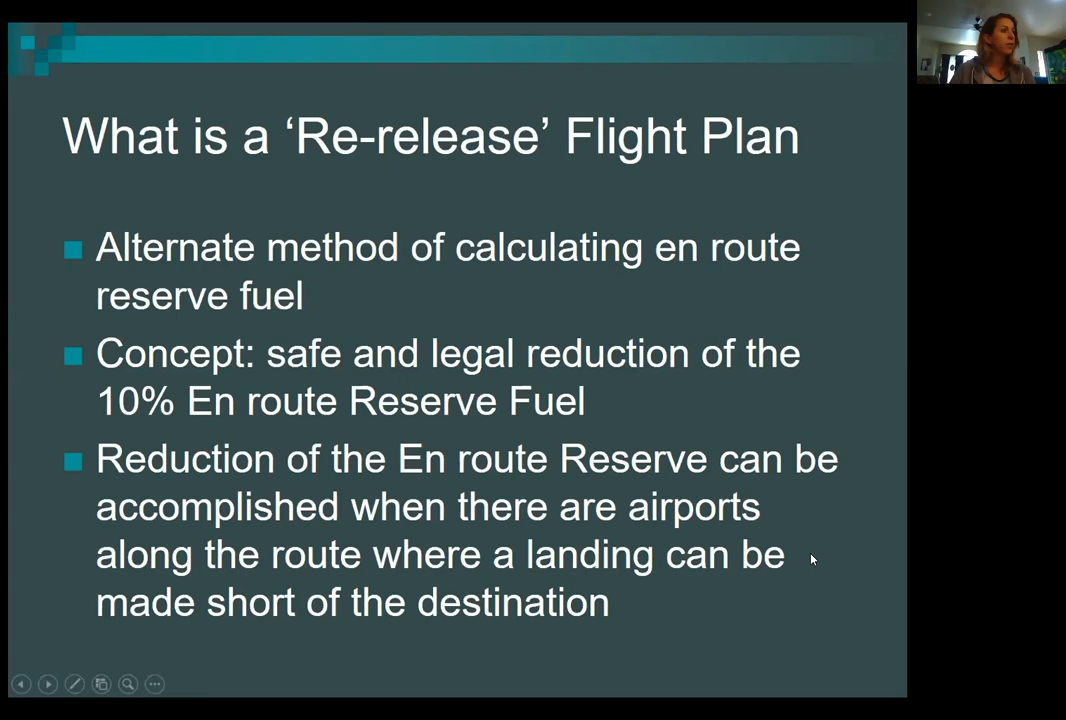 What is a ‘Re-release’ Flight Plan
Alternate method of calculating en route
reserve fuel
Concept: safe and legal reduction of the
10% En route Reserve Fuel
Reduction of the En route Reserve can be
accomplished when there are airports
along the route where a landing can be
made short of the destination